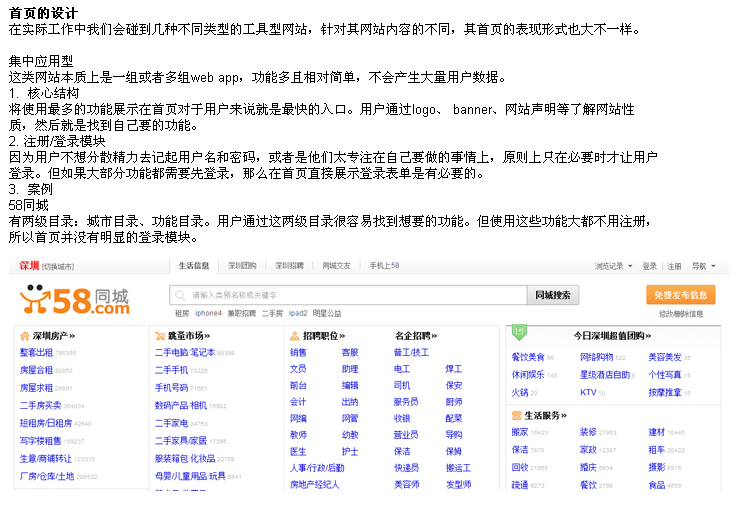 首页的设计
在实际工作中我们会碰到几种不同类型的工具型网站，针对其网站内容的不同，其首页的表现形式也大不一样。
集中应用型
这类网站本质上是一组或者多组web app，功能多且相对简单，不会产生大量用户数据。
1. 核心结构
将使用最多的功能展示在首页对于用户来说就是最快的入口。用户通过logo、 banner、网站声明等了解网站性
质，然后就是找到自己要的功能。
2. 注册/登录模块
因为用户不想分散精力去记起用户名和密码，或者是他们太专注在自己要做的事情上，原则上只在必要时才让用户
登录。但如果大部分功能都需要先登录，那么在首页直接展示登录表单是有必要的。
3. 案例
58同城
有两级目录：城市目录、功能目录。用户通过这两级目录很容易找到想要的功能。但使用这些功能大都不用注册，
所以首页并没有明显的登录模块。
深圳 [切换城市] 生活信息 深圳团购 深圳招聘 同城交友 手机上58 浏览记录 登录 | 注册 导航
58同城 .com 请输入类别名称或关键字 同城搜索 免费发布信息
租房 iphone4 兼职招聘 二手房 ipad2 明星公益 修改/删除信息
深圳房产» 跳蚤市场» 招聘职位» 名企招聘» 今日深圳超值团购»
整套出租 二手电脑/笔记本 销售 客服 普工/技工 餐饮美食 网络购物 美容美发
房屋合租 二手手机 文员 助理 电工 焊工 休闲娱乐 星级酒店自助 个性写真
房屋求租 手机号码 前台 编辑 司机 保安 火锅 KTV 按摩推拿
二手房买卖 数码产品/相机 会计 出纳 服务员 厨师 生活服务»
短租房/日租房 二手家电 网编 网管 收银 配菜 搬家 装修 建材
写字楼租售 二手家具/家居 教师 幼教 营业员 导购 保洁 家政 租车
生意/商铺转让 服装箱包/化妆品 医生 护士 保洁 保姆 回收 婚庆 摄影
厂房/仓库/土地 母婴/儿童用品/玩具 人事/行政/后勤 快递员 搬运工 疏通 餐饮 食品
房地产经纪人 美容师 发型师